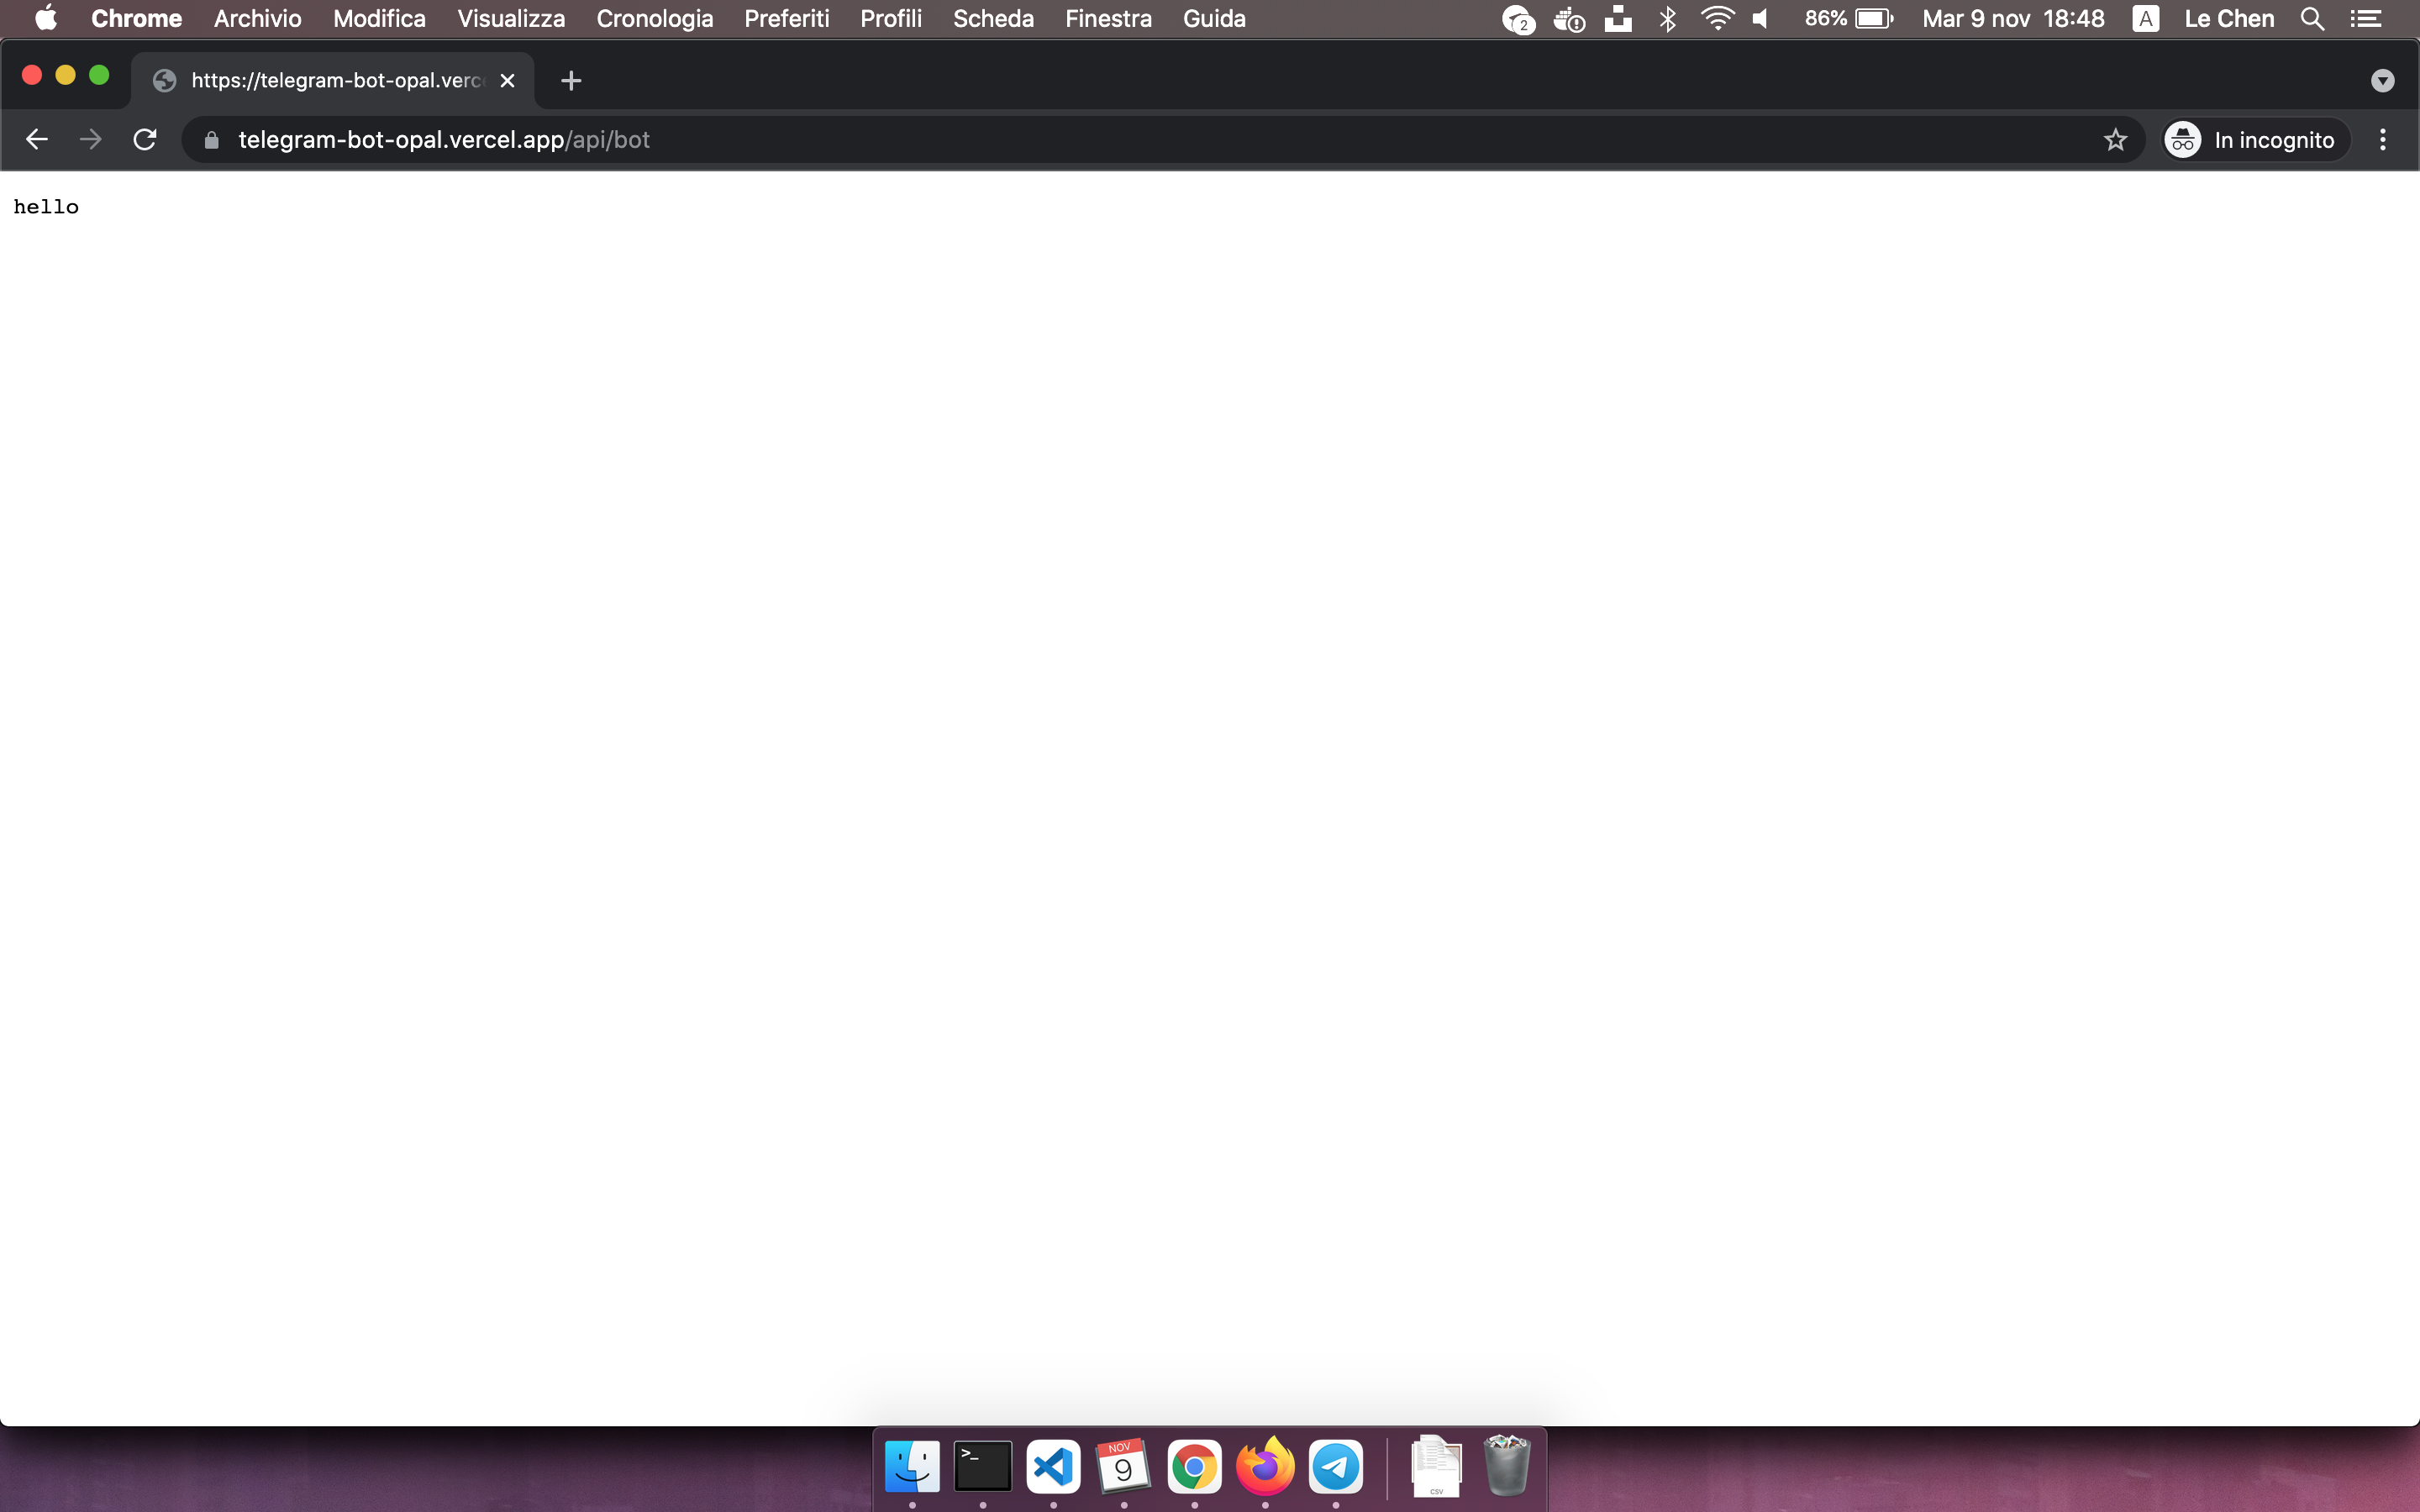 Chrome Archivio Modifica Visualizza Cronologia Preferiti Profili Scheda Finestra Guida 2 86% Mar 9 nov 18:48 A Le Chen
https://telegram-bot-opal.verc
telegram-bot-opal.vercel.app/api/bot In incognito
hello
>_ NOV
9
CSV